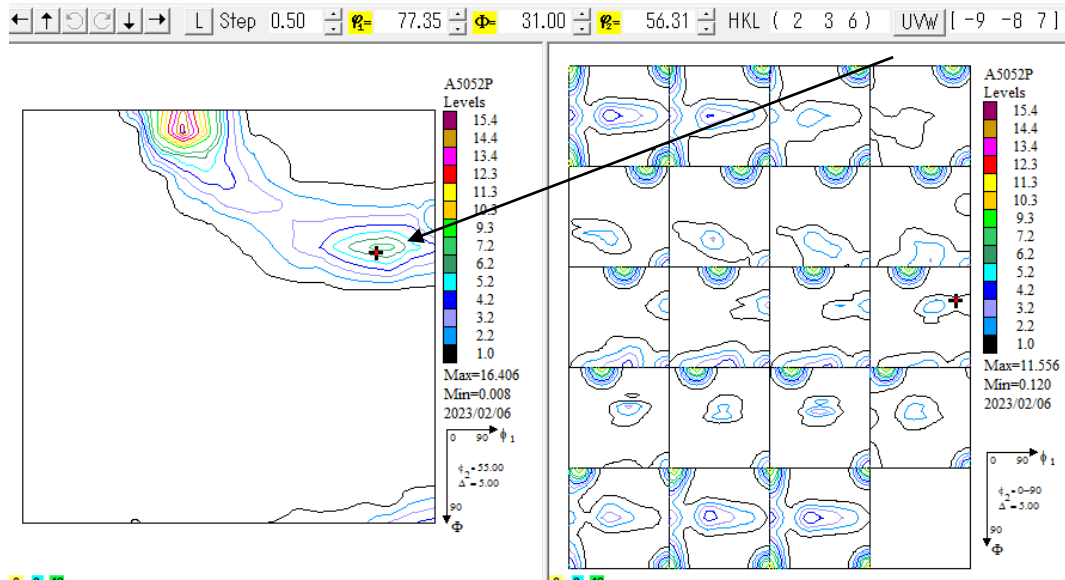 L Step 0.50 φ1= 77.35 Φ= 31.00 φ2= 56.31 HKL ( 2 3 6 ) UVW [ -9 -8 7 ]
A5052P
Levels
15.4
14.4
13.4
12.3
11.3
10.3
9.3
7.2
6.2
5.2
4.2
3.2
2.2
1.0
Max=16.406
Min=0.008
2023/02/06
0 90 ϕ1
ϕ2=55.00
Δ=5.00
90
Φ
A5052P
Levels
15.4
14.4
13.4
12.3
11.3
10.3
9.3
7.2
6.2
5.2
4.2
3.2
2.2
1.0
Max=11.556
Min=0.120
2023/02/06
0 90 ϕ1
ϕ2=0-90
Δ=5.00
90
Φ